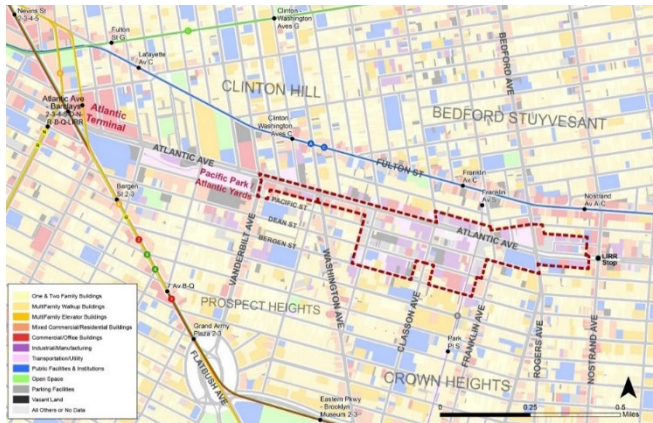 Nevins St
2-3-4-5
Clinton -
Washington
Aves G
Fulton
St G
Lafayette
Av C
CLINTON HILL
BEDFORD AVE
BEDFORD STUYVESANT
Atlantic Ave
- Barclays
Atlantic
Terminal
Clinton
Washington
Aves C
ATLANTIC AVE
FULTON ST
Franklin
Av C
Franklin
Av S
Pacific Park /
Atlantic Yards
Nostrand
Av A-C
Bergen
St 2-3
PACIFIC ST
DEAN ST
BERGEN ST
ATLANTIC AVE
LIRR
Stop
VANDERBILT AVE
WASHINGTON AVE
CLASSON AVE
FRANKLIN AVE
ROGERS AVE
NOSTRAND AVE
7 Av B-Q
PROSPECT HEIGHTS
Grand Army
Plaza 2-3
Park
Pl S
FLATBUSH AVE
CROWN HEIGHTS
Eastern Pkwy
- Brooklyn
Museum 2-3
One & Two Family Buildings
MultiFamily Walkup Buildings
MultiFamily Elevator Buildings
Mixed Commercial/Residential Buildings
Commercial/Office Buildings
Industrial/Manufacturing
Transportation/Utility
Public Facilities & Institutions
Open Space
Parking Facilities
Vacant Land
All Others or No Data
0 0.25 0.5
Miles